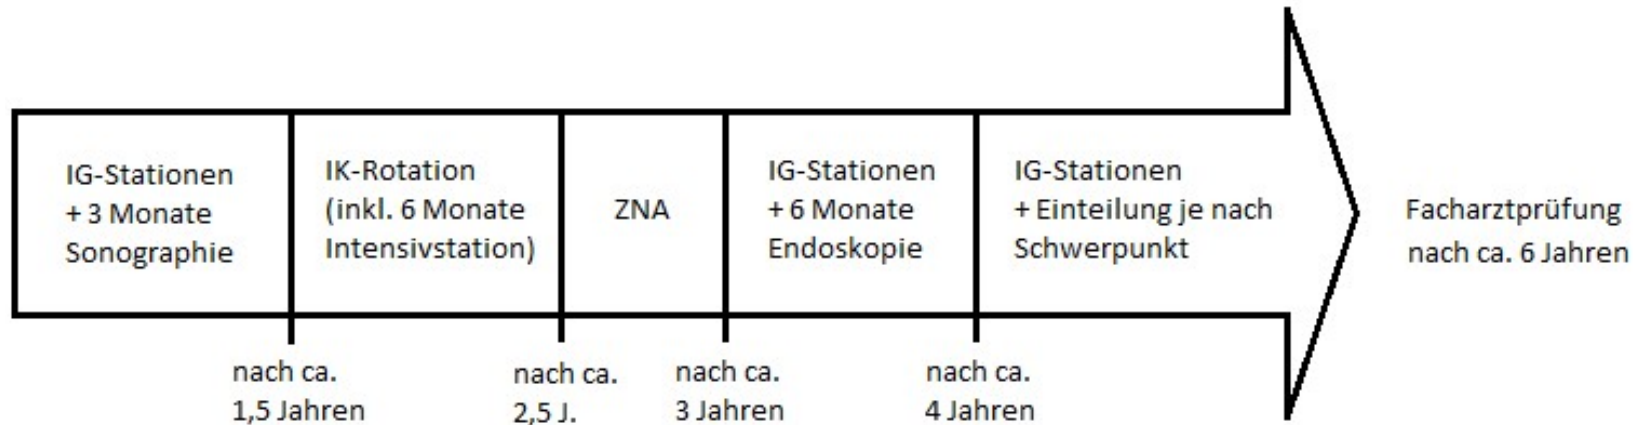 IG-Stationen
+ 3 Monate
Sonographie
IK-Rotation
(inkl. 6 Monate
Intensivstation)
ZNA
IG-Stationen
+ 6 Monate
Endoskopie
IG-Stationen
+ Einteilung je nach
Schwerpunkt
Facharztprüfung
nach ca. 6 Jahren
nach ca.
1,5 Jahren
nach ca.
2,5 J.
nach ca.
3 Jahren
nach ca.
4 Jahren